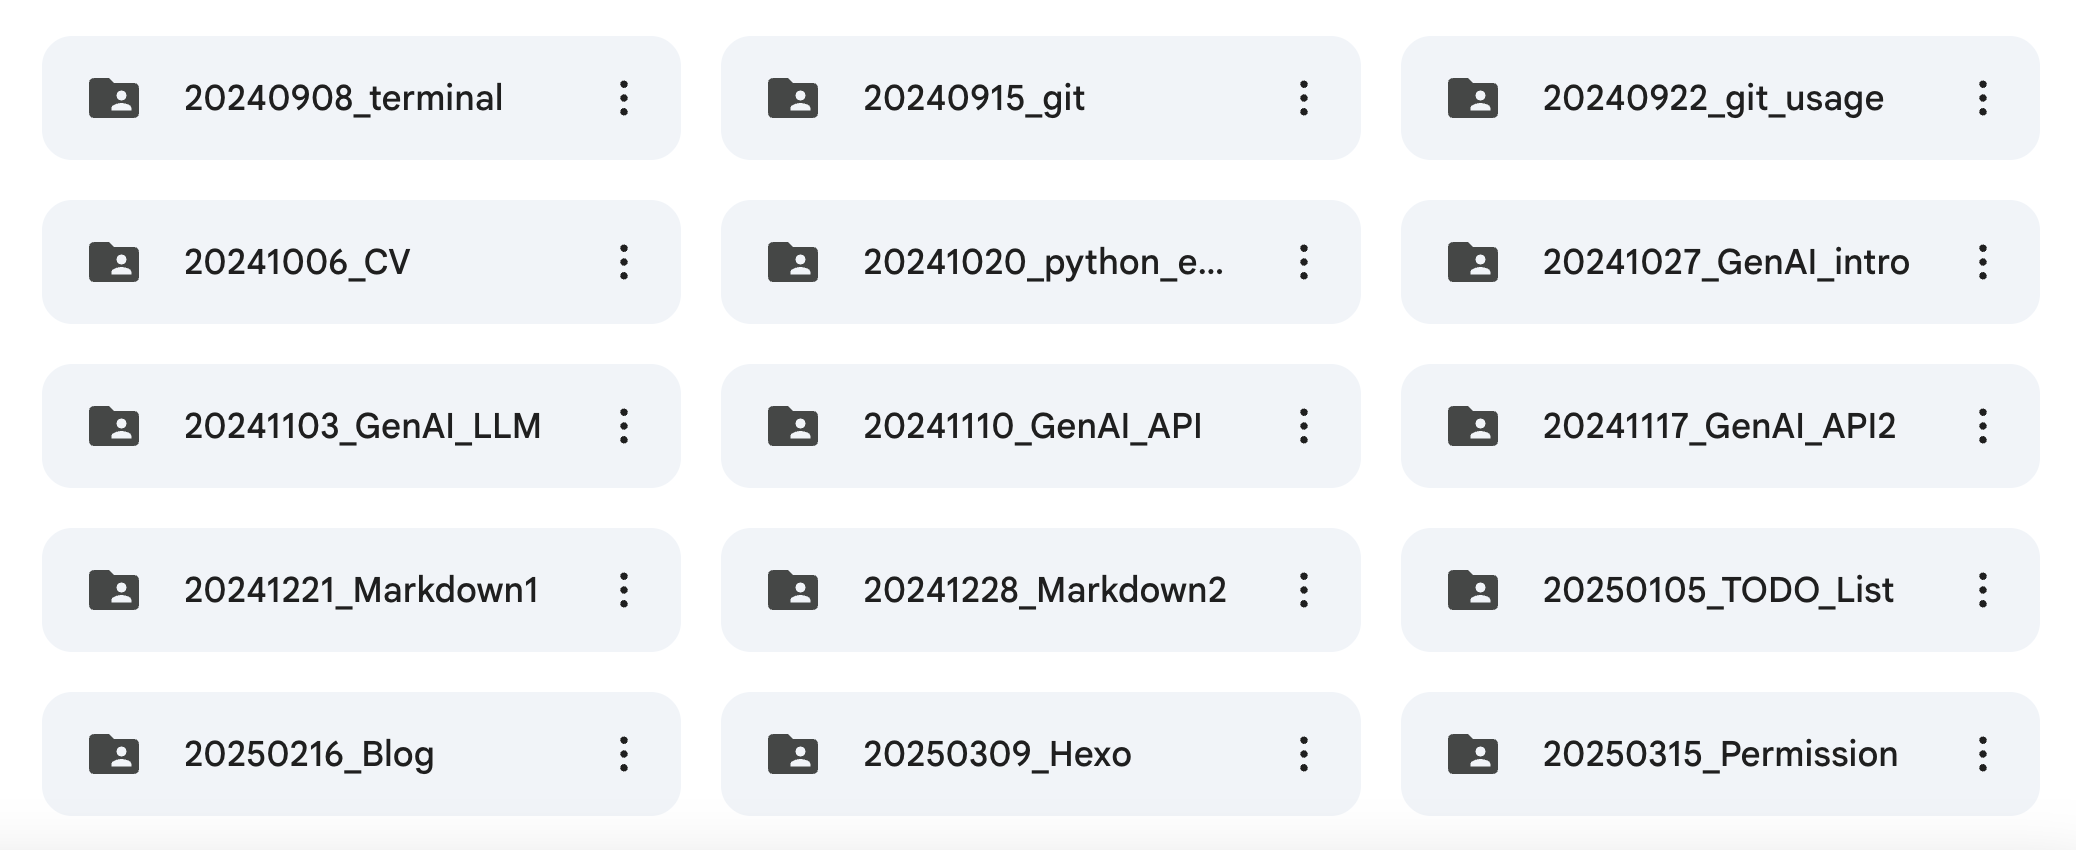 20240908_terminal
20240915_git
20240922_git_usage
20241006_CV
20241020_python_e...
20241027_GenAI_intro
20241103_GenAI_LLM
20241110_GenAI_API
20241117_GenAI_API2
20241221_Markdown1
20241228_Markdown2
20250105_TODO_List
20250216_Blog
20250309_Hexo
20250315_Permission